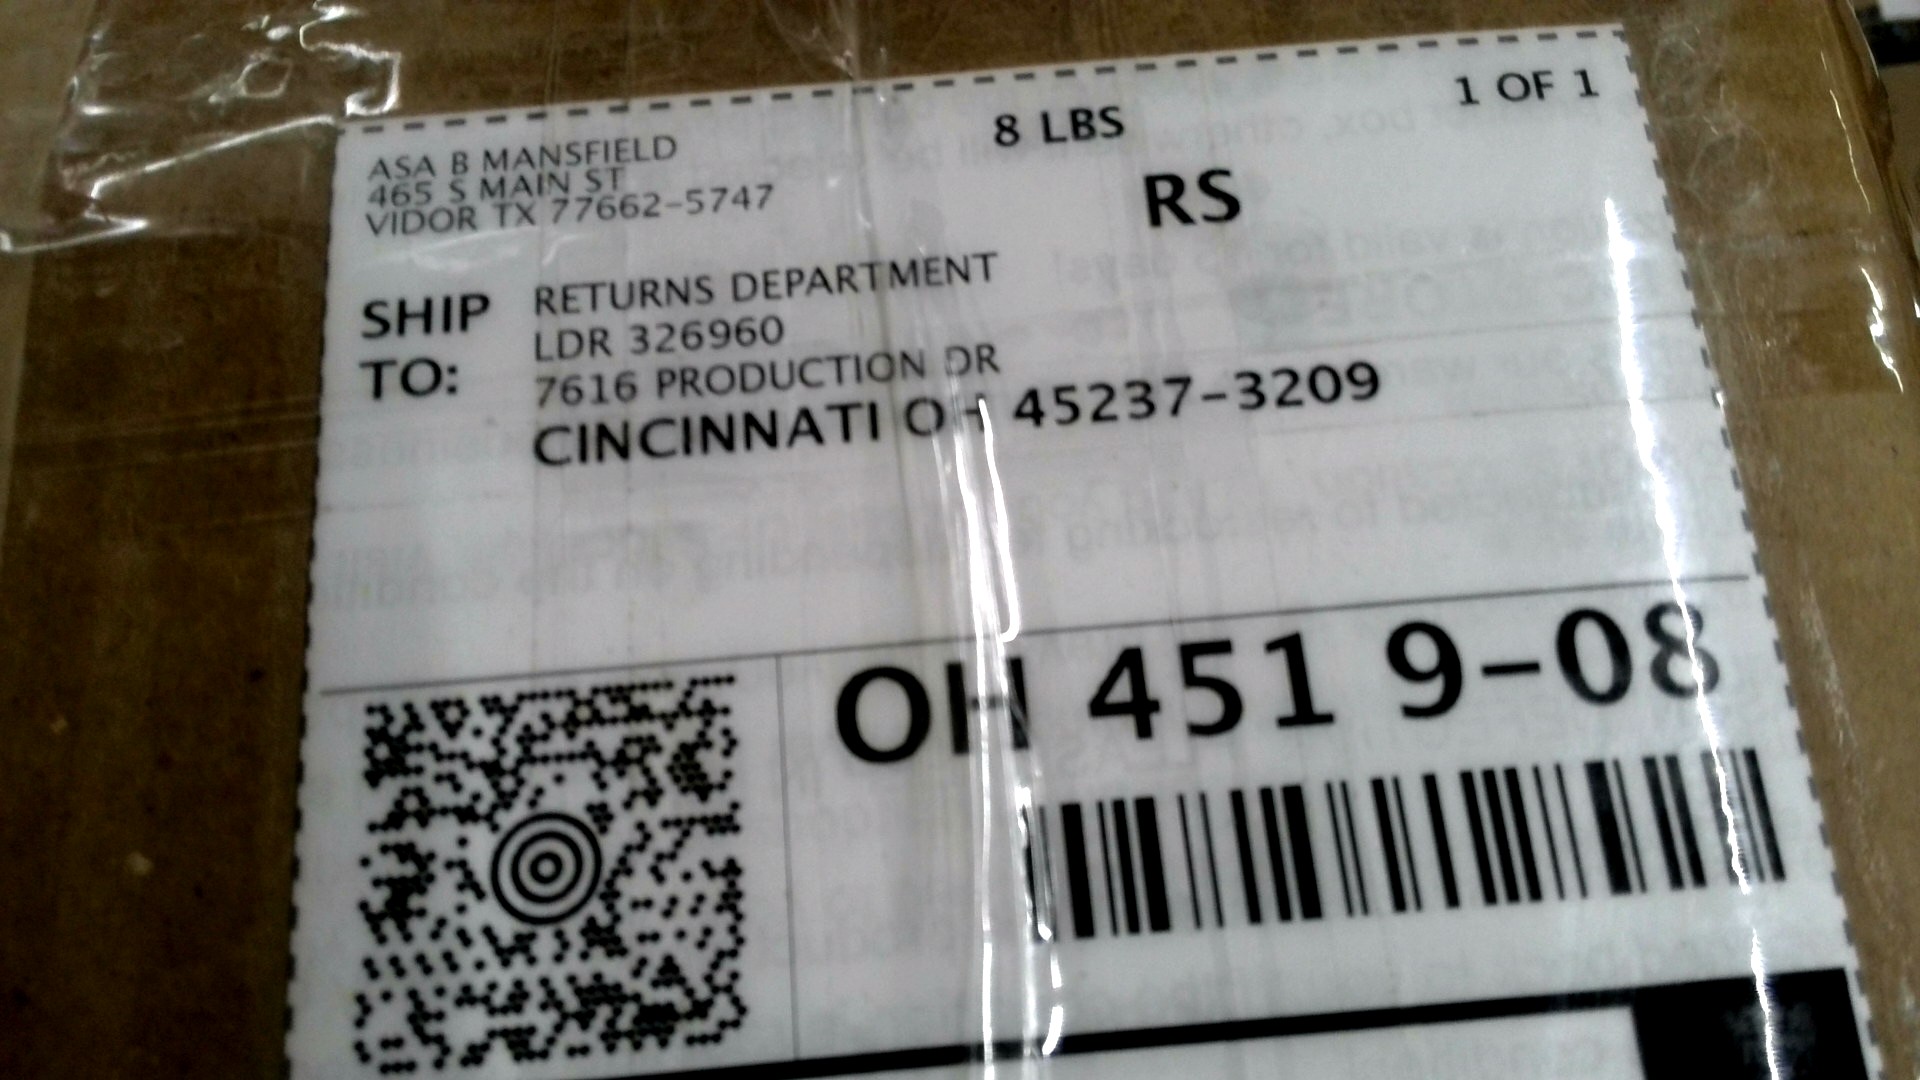 1 OF 1
8 LBS
RS
ASA B MANSFIELD
465 S MAIN ST
VIDOR TX 77662-5747
SHIP TO:
RETURNS DEPARTMENT
LDR 326960
7616 PRODUCTION DR
CINCINNATI OH 45237-3209
OH 451 9-08